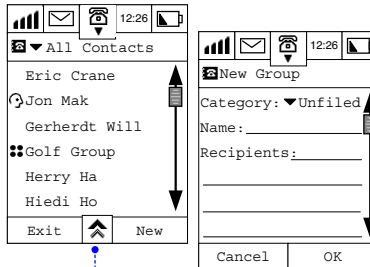 12:26
All Contacts
Eric Crane
Jon Mak
Gerherdt Will
Golf Group
Herry Ha
Hiedi Ho
Exit
New
12:26
New Group
Category: Unfiled
Name:
Recipients:
Cancel
OK